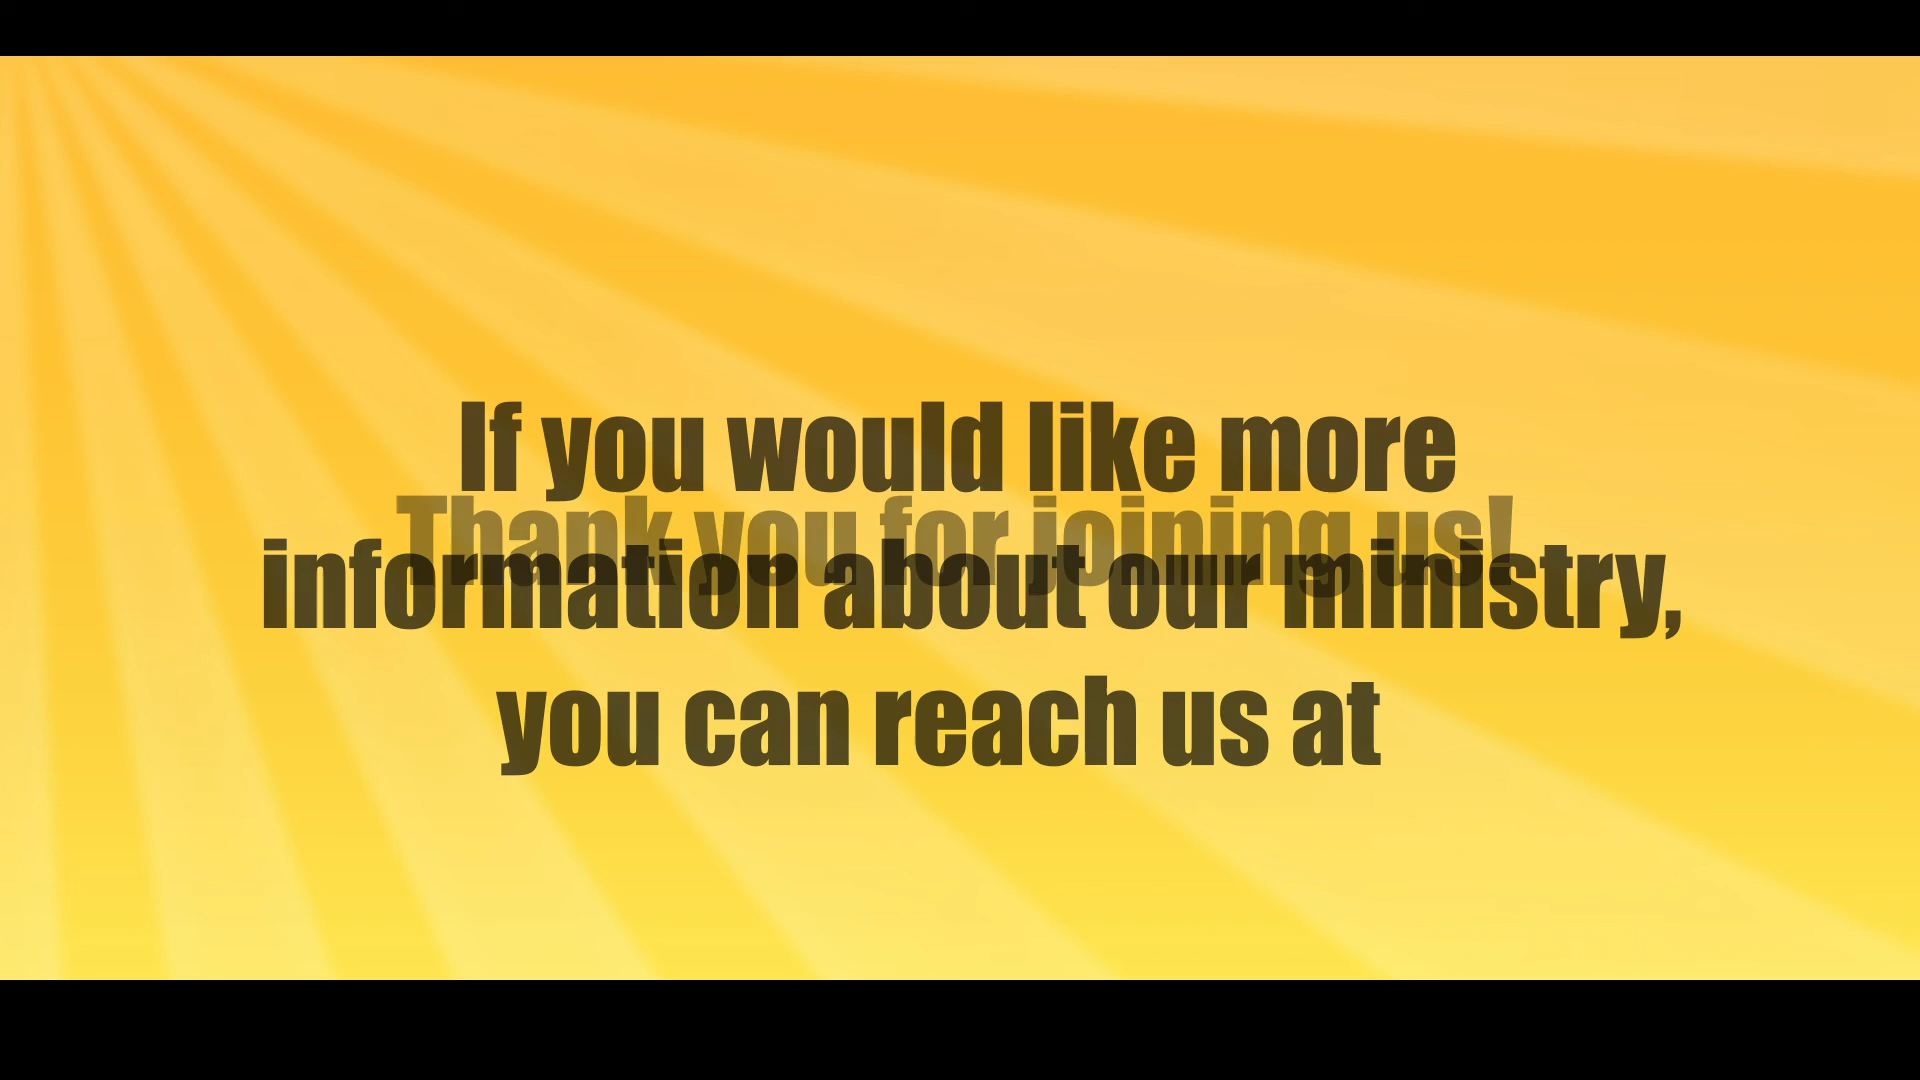 If you would like more
Thank you for joining us!
information about our ministry,
you can reach us at